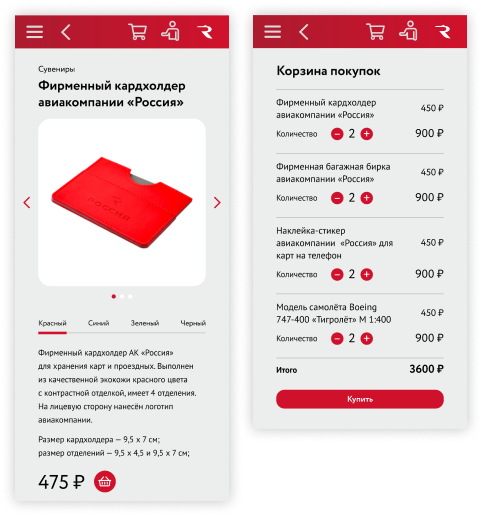 Сувениры
Фирменный кардхолдер
авиакомпании «Россия»
РОССИЯ
Красный Синий Зеленый Черный
Фирменный кардхолдер АК «Россия»
для хранения карт и проездных. Выполнен
из качественной экокожи красного цвета
с контрастной отделкой, имеет 4 отделения.
На лицевую сторону нанесён логотип
авиакомпании.
Размер кардхолдера — 9,5 х 7 см;
размер отделений — 9,5 х 4,5 и 9,5 х 7 см;
475 ₽
Корзина покупок
Фирменный кардхолдер
авиакомпании «Россия»
450 ₽
Количество – 2 + 900 ₽
Фирменная багажная бирка
авиакомпании «Россия»
450 ₽
Количество – 2 + 900 ₽
Наклейка-стикер
авиакомпании «Россия» для
карт на телефон
450 ₽
Количество – 2 + 900 ₽
Модель самолёта Boeing
747-400 «Тигролёт» М 1:400
450 ₽
Количество – 2 + 900 ₽
Итого 3600 ₽
Купить